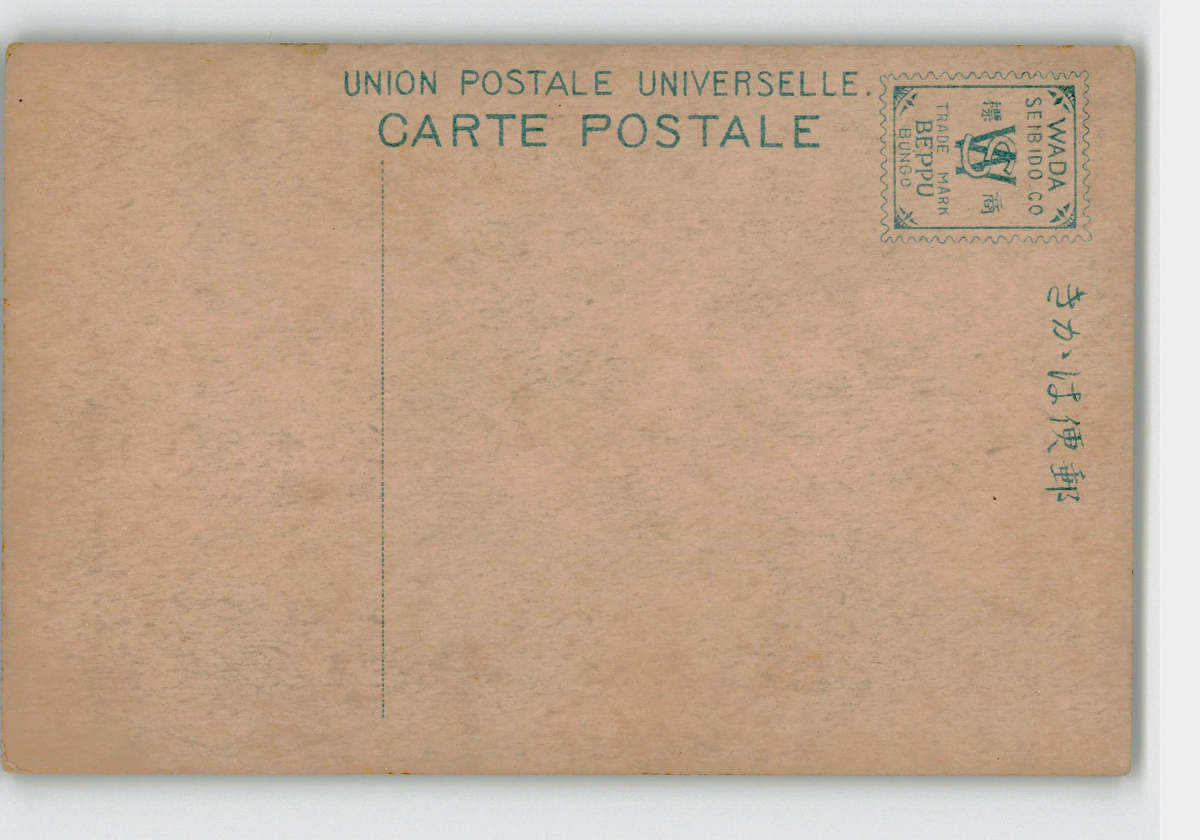 UNION POSTALE UNIVERSELLE.
CARTE POSTALE
WADA
SEIBIDO CO
商標
TRADE MARK
BEPPU
BUNGO
郵便はかき